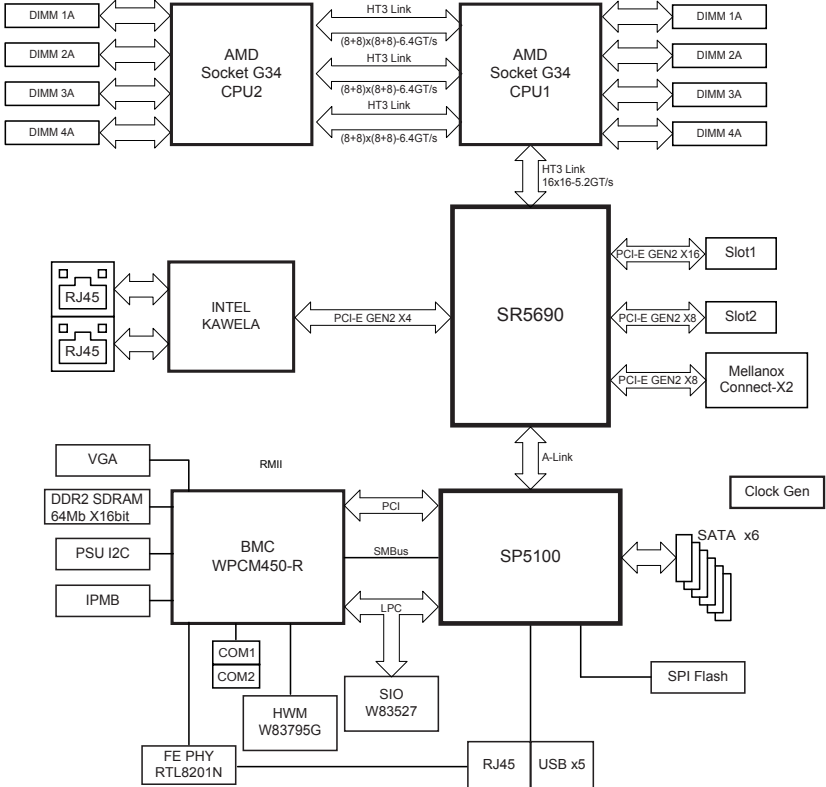 DIMM 1A
DIMM 2A
DIMM 3A
DIMM 4A
AMD
Socket G34
CPU2
HT3 Link
(8+8)x(8+8)-6.4GT/s
HT3 Link
(8+8)x(8+8)-6.4GT/s
HT3 Link
(8+8)x(8+8)-6.4GT/s
AMD
Socket G34
CPU1
DIMM 1A
DIMM 2A
DIMM 3A
DIMM 4A
HT3 Link
16x16-5.2GT/s
RJ45
RJ45
INTEL
KAWELA
PCI-E GEN2 X4
SR5690
PCI-E GEN2 X16
Slot1
PCI-E GEN2 X8
Slot2
PCI-E GEN2 X8
Mellanox
Connect-X2
A-Link
VGA
RMII
DDR2 SDRAM
64Mb X16bit
PSU I2C
IPMB
BMC
WPCM450-R
PCI
SMBus
LPC
SP5100
Clock Gen
SATA x6
COM1
COM2
HWM
W83795G
SIO
W83527
SPI Flash
FE PHY
RTL8201N
RJ45
USB x5